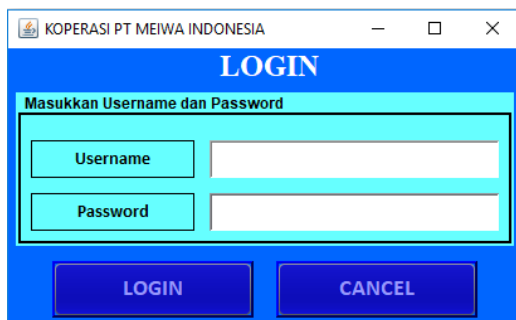 KOPERASI PT MEIWA INDONESIA
LOGIN
Masukkan Username dan Password
Username
Password
LOGIN
CANCEL